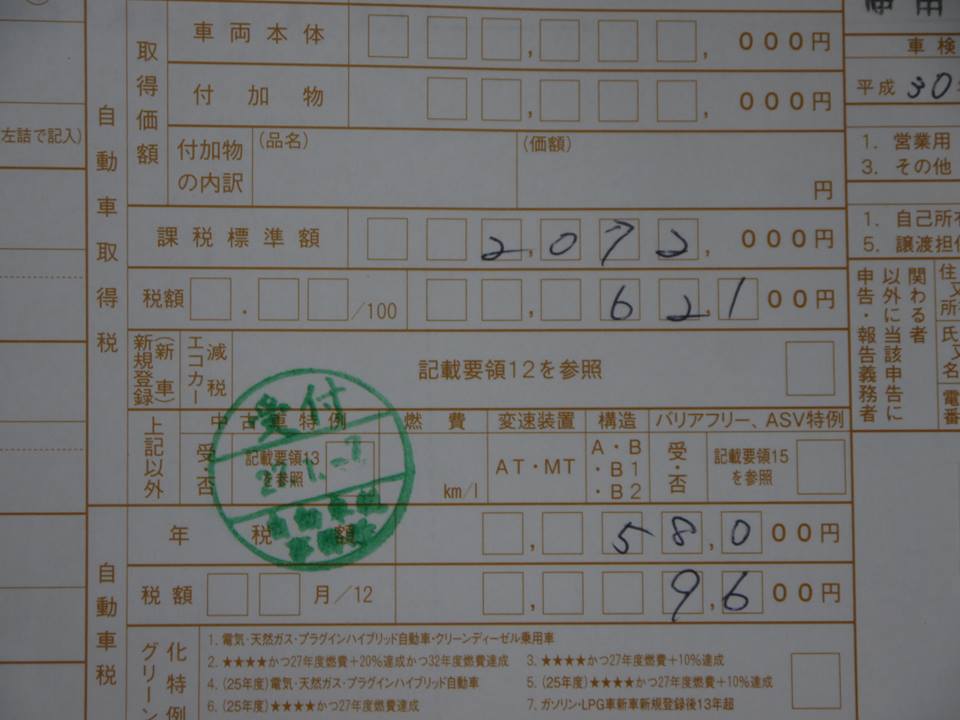 取得価額
車両本体 , , 000円
車検
付加物 , , 000円
平成 30
(左詰で記入)
付加物の内訳 (品名) (価額) 円
1. 営業用
3. その他
自動車取得税
課税標準額 2,072,000円
1. 自己所
5. 譲渡担
税額 . /100 62,100円
関わる者
以外に当該申告に
申告・報告義務者
新規登録(新車) エコカー減税 記載要領12を参照
上記以外 中古車特例 燃費 変速装置 構造 バリアフリー、ASV特例
受・否 記載要領13を参照 km/l AT・MT A・B・B1・B2 受・否 記載要領15を参照
受付
自動車税
年税額 58,000円
税額 月/12 9,600円
グリーン化特例
1. 電気・天然ガス・プラグインハイブリッド自動車・クリーンディーゼル乗用車
2. ★★★★かつ27年度燃費+20%達成かつ32年度燃費達成 3. ★★★★かつ27年度燃費+10%達成
4. (25年度)電気・天然ガス・プラグインハイブリッド自動車 5. (25年度)★★★★かつ27年度燃費+10%達成
6. (25年度)★★★★かつ27年度燃費達成 7. ガソリン・LPG車新車新規登録後13年超